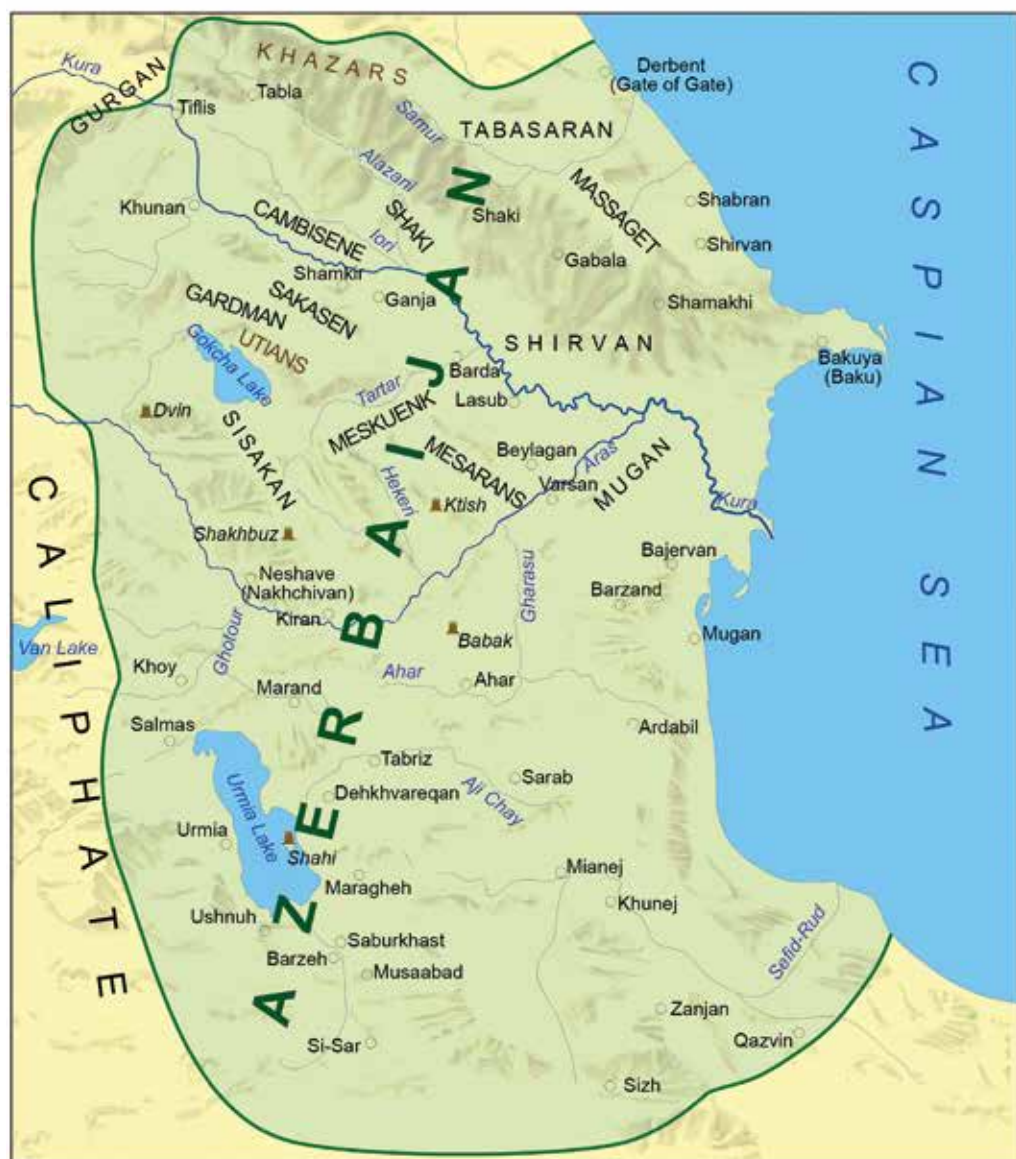 KHAZARS
Kura
GURGAN
Tiflis
Tabla
Derbent
(Gate of Gate)
Samur
TABASARAN
Alazani
CASPIAN SEA
Khunan
CAMBISENE
SHAKI
Iori
Shaki
MASSAGET
Shabran
Shirvan
Gabala
Shamkir
Ganja
Shamakhi
SAKASEN
GARDMAN
UTIANS
Gokcha Lake
SHIRVAN
Bakuya
(Baku)
Barda
Tartar
Lasub
Dvin
MESKUENK
SISAKAN
MESARANS
Beylagan
Aras
Varsan
MUGAN
Hekeri
Ktish
Kura
Shakhbuz
CALIPHATE
AZERBAIJAN
Neshave
(Nakhchivan)
Kiran
Gharasu
Bajervan
Barzand
Babak
Mugan
Van Lake
Ghotour
Khoy
Ahar
Ahar
Marand
Salmas
Ardabil
Tabriz
Sarab
Aji Chay
Dehkhvareqan
Urmia Lake
Urmia
Shahi
Maragheh
Mianej
Khunej
Ushnuh
Saburkhast
Barzeh
Musaabad
Sefid-Rud
Zanjan
Qazvin
Si-Sar
Sizh